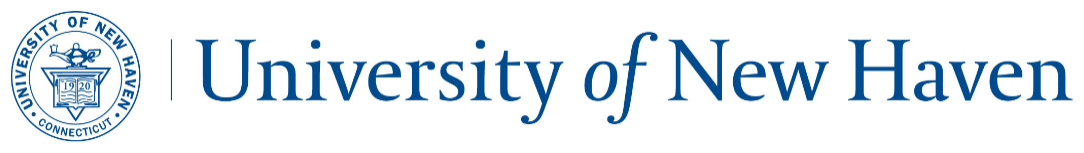 UNIVERSITY OF NEW HAVEN
1920
CONNECTICUT
University of New Haven